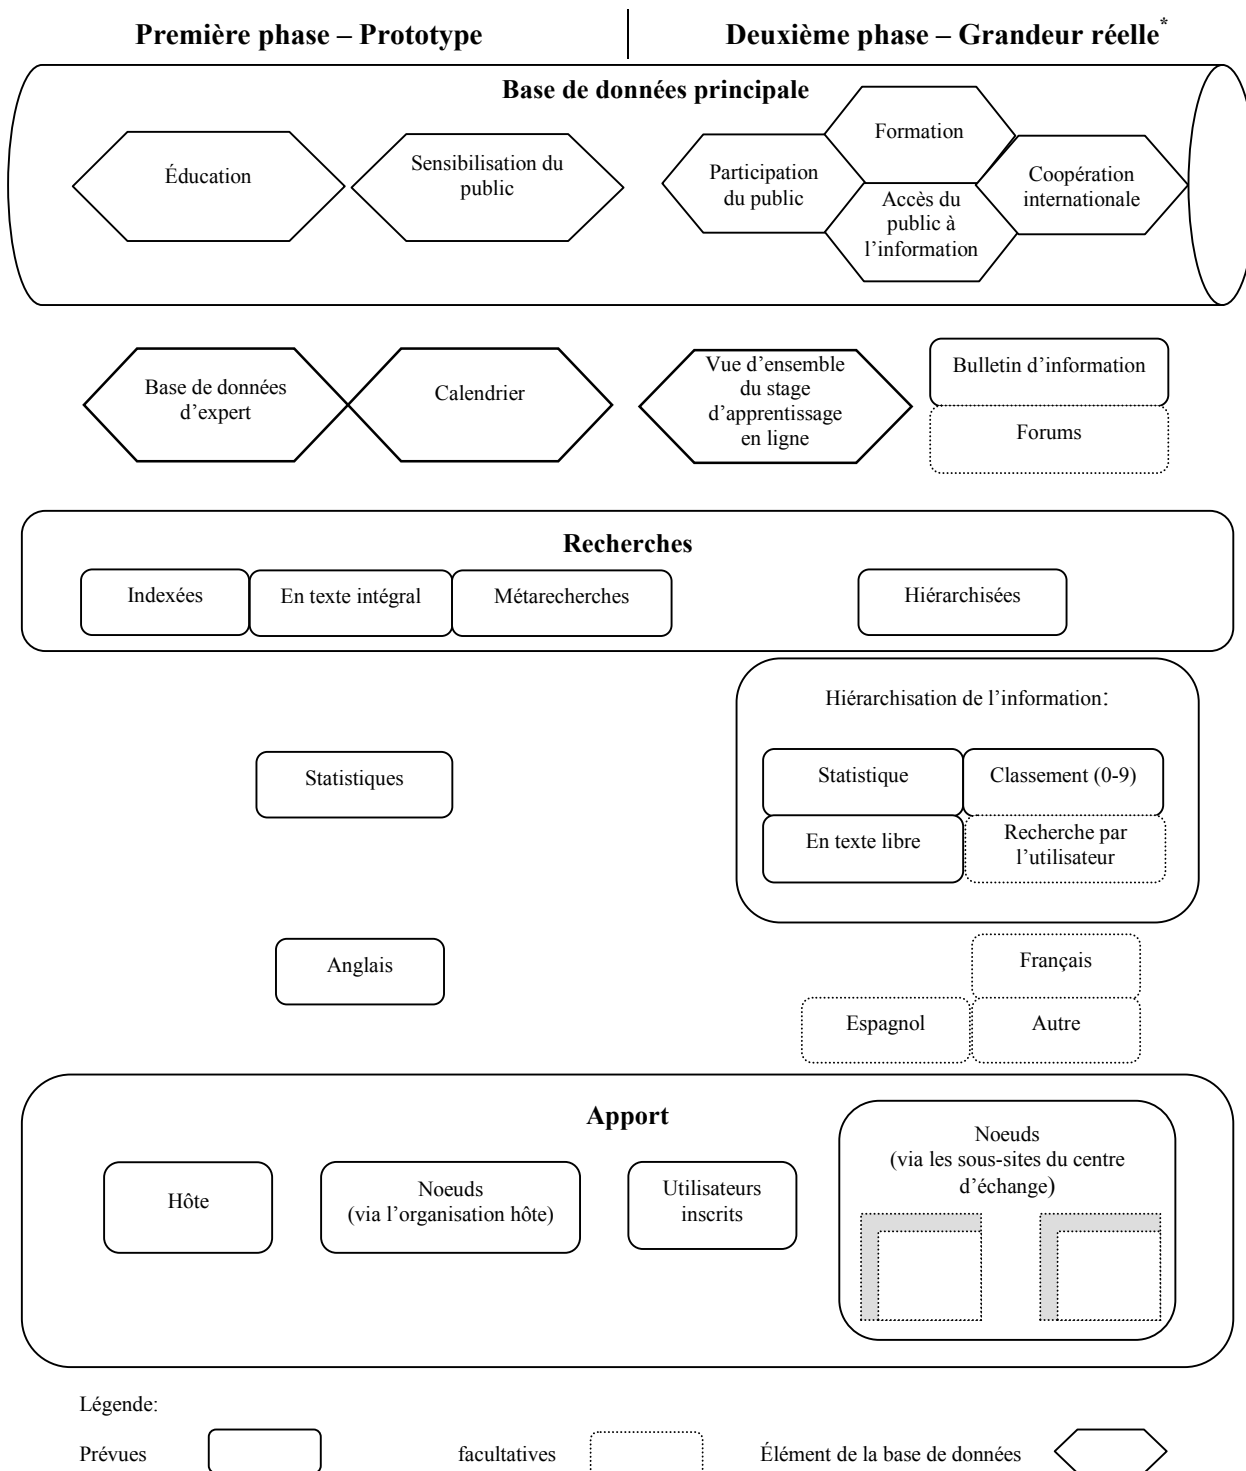 Première phase – Prototype
Deuxième phase – Grandeur réelle*
Base de données principale
Éducation
Sensibilisation du
public
Participation
du public
Formation
Accès du
public à
l'information
Coopération
internationale
Base de données
d'expert
Calendrier
Vue d'ensemble
du stage
d'apprentissage
en ligne
Bulletin d'information
Forums
Recherches
Indexées
En texte intégral
Métarecherches
Hiérarchisées
Hiérarchisation de l'information:
Statistiques
Statistique
Classement (0-9)
En texte libre
Recherche par
l'utilisateur
Anglais
Français
Espagnol
Autre
Apport
Hôte
Noeuds
(via l'organisation hôte)
Utilisateurs
inscrits
Noeuds
(via les sous-sites du centre
d'échange)
Légende:
Prévues
facultatives
Élément de la base de données